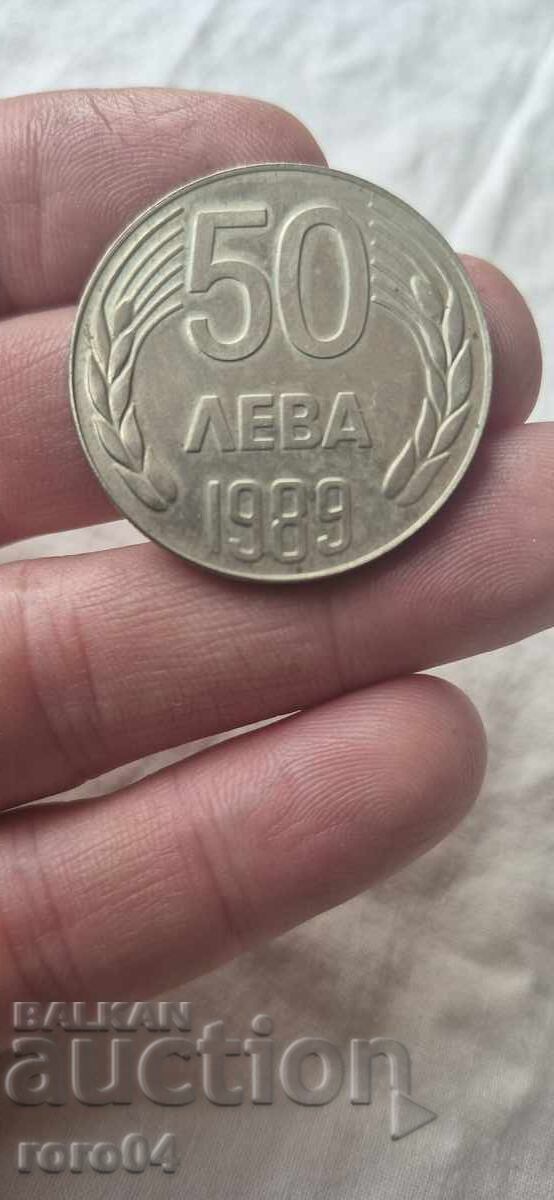 50
ЛЕВА
1989
BALKAN
auction
roro04